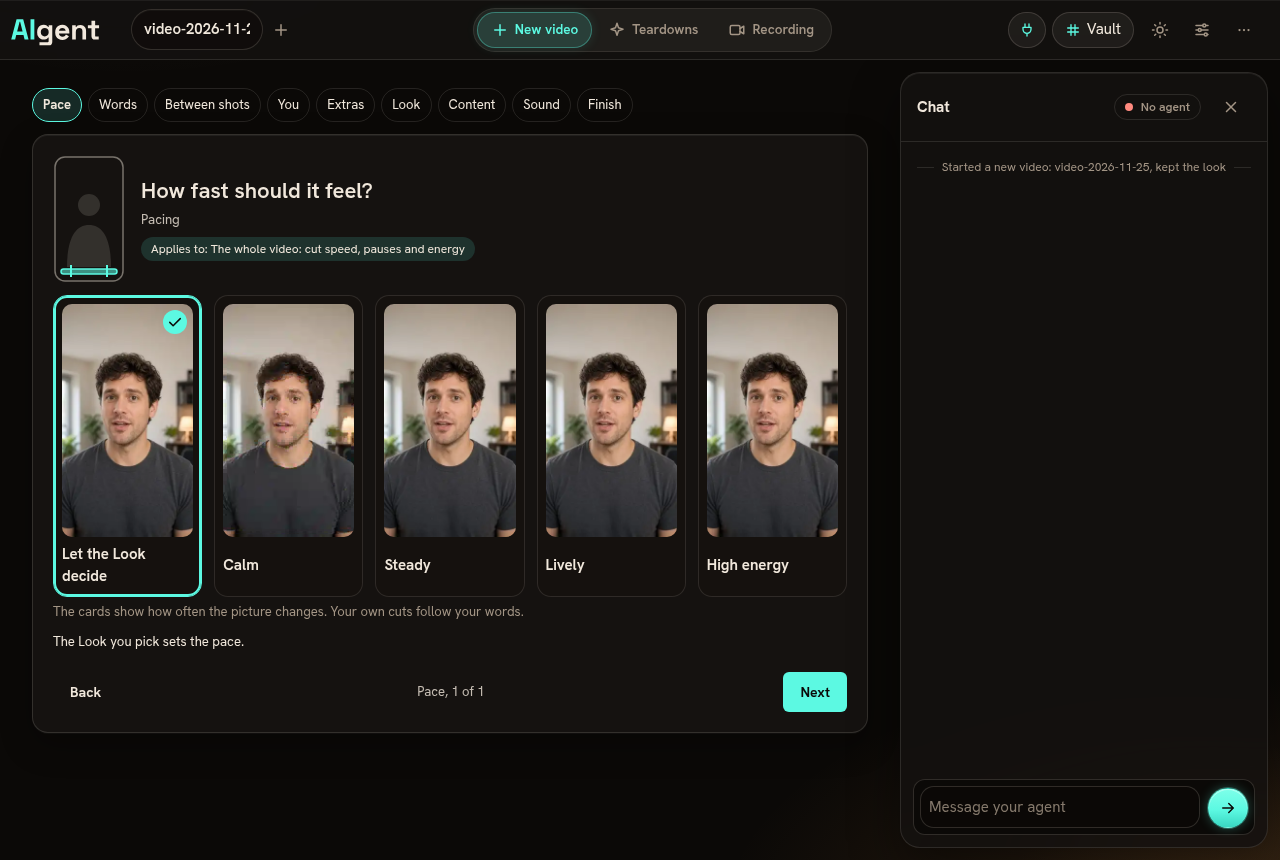 AIgent
video-2026-11-2
New video
Teardowns
Recording
Vault
Pace
Words
Between shots
You
Extras
Look
Content
Sound
Finish
How fast should it feel?
Pacing
Applies to: The whole video: cut speed, pauses and energy
Let the Look
decide
Calm
Steady
Lively
High energy
The cards show how often the picture changes. Your own cuts follow your words.
The Look you pick sets the pace.
Back
Pace, 1 of 1
Next
Chat
No agent
Started a new video: video-2026-11-25, kept the look
Message your agent